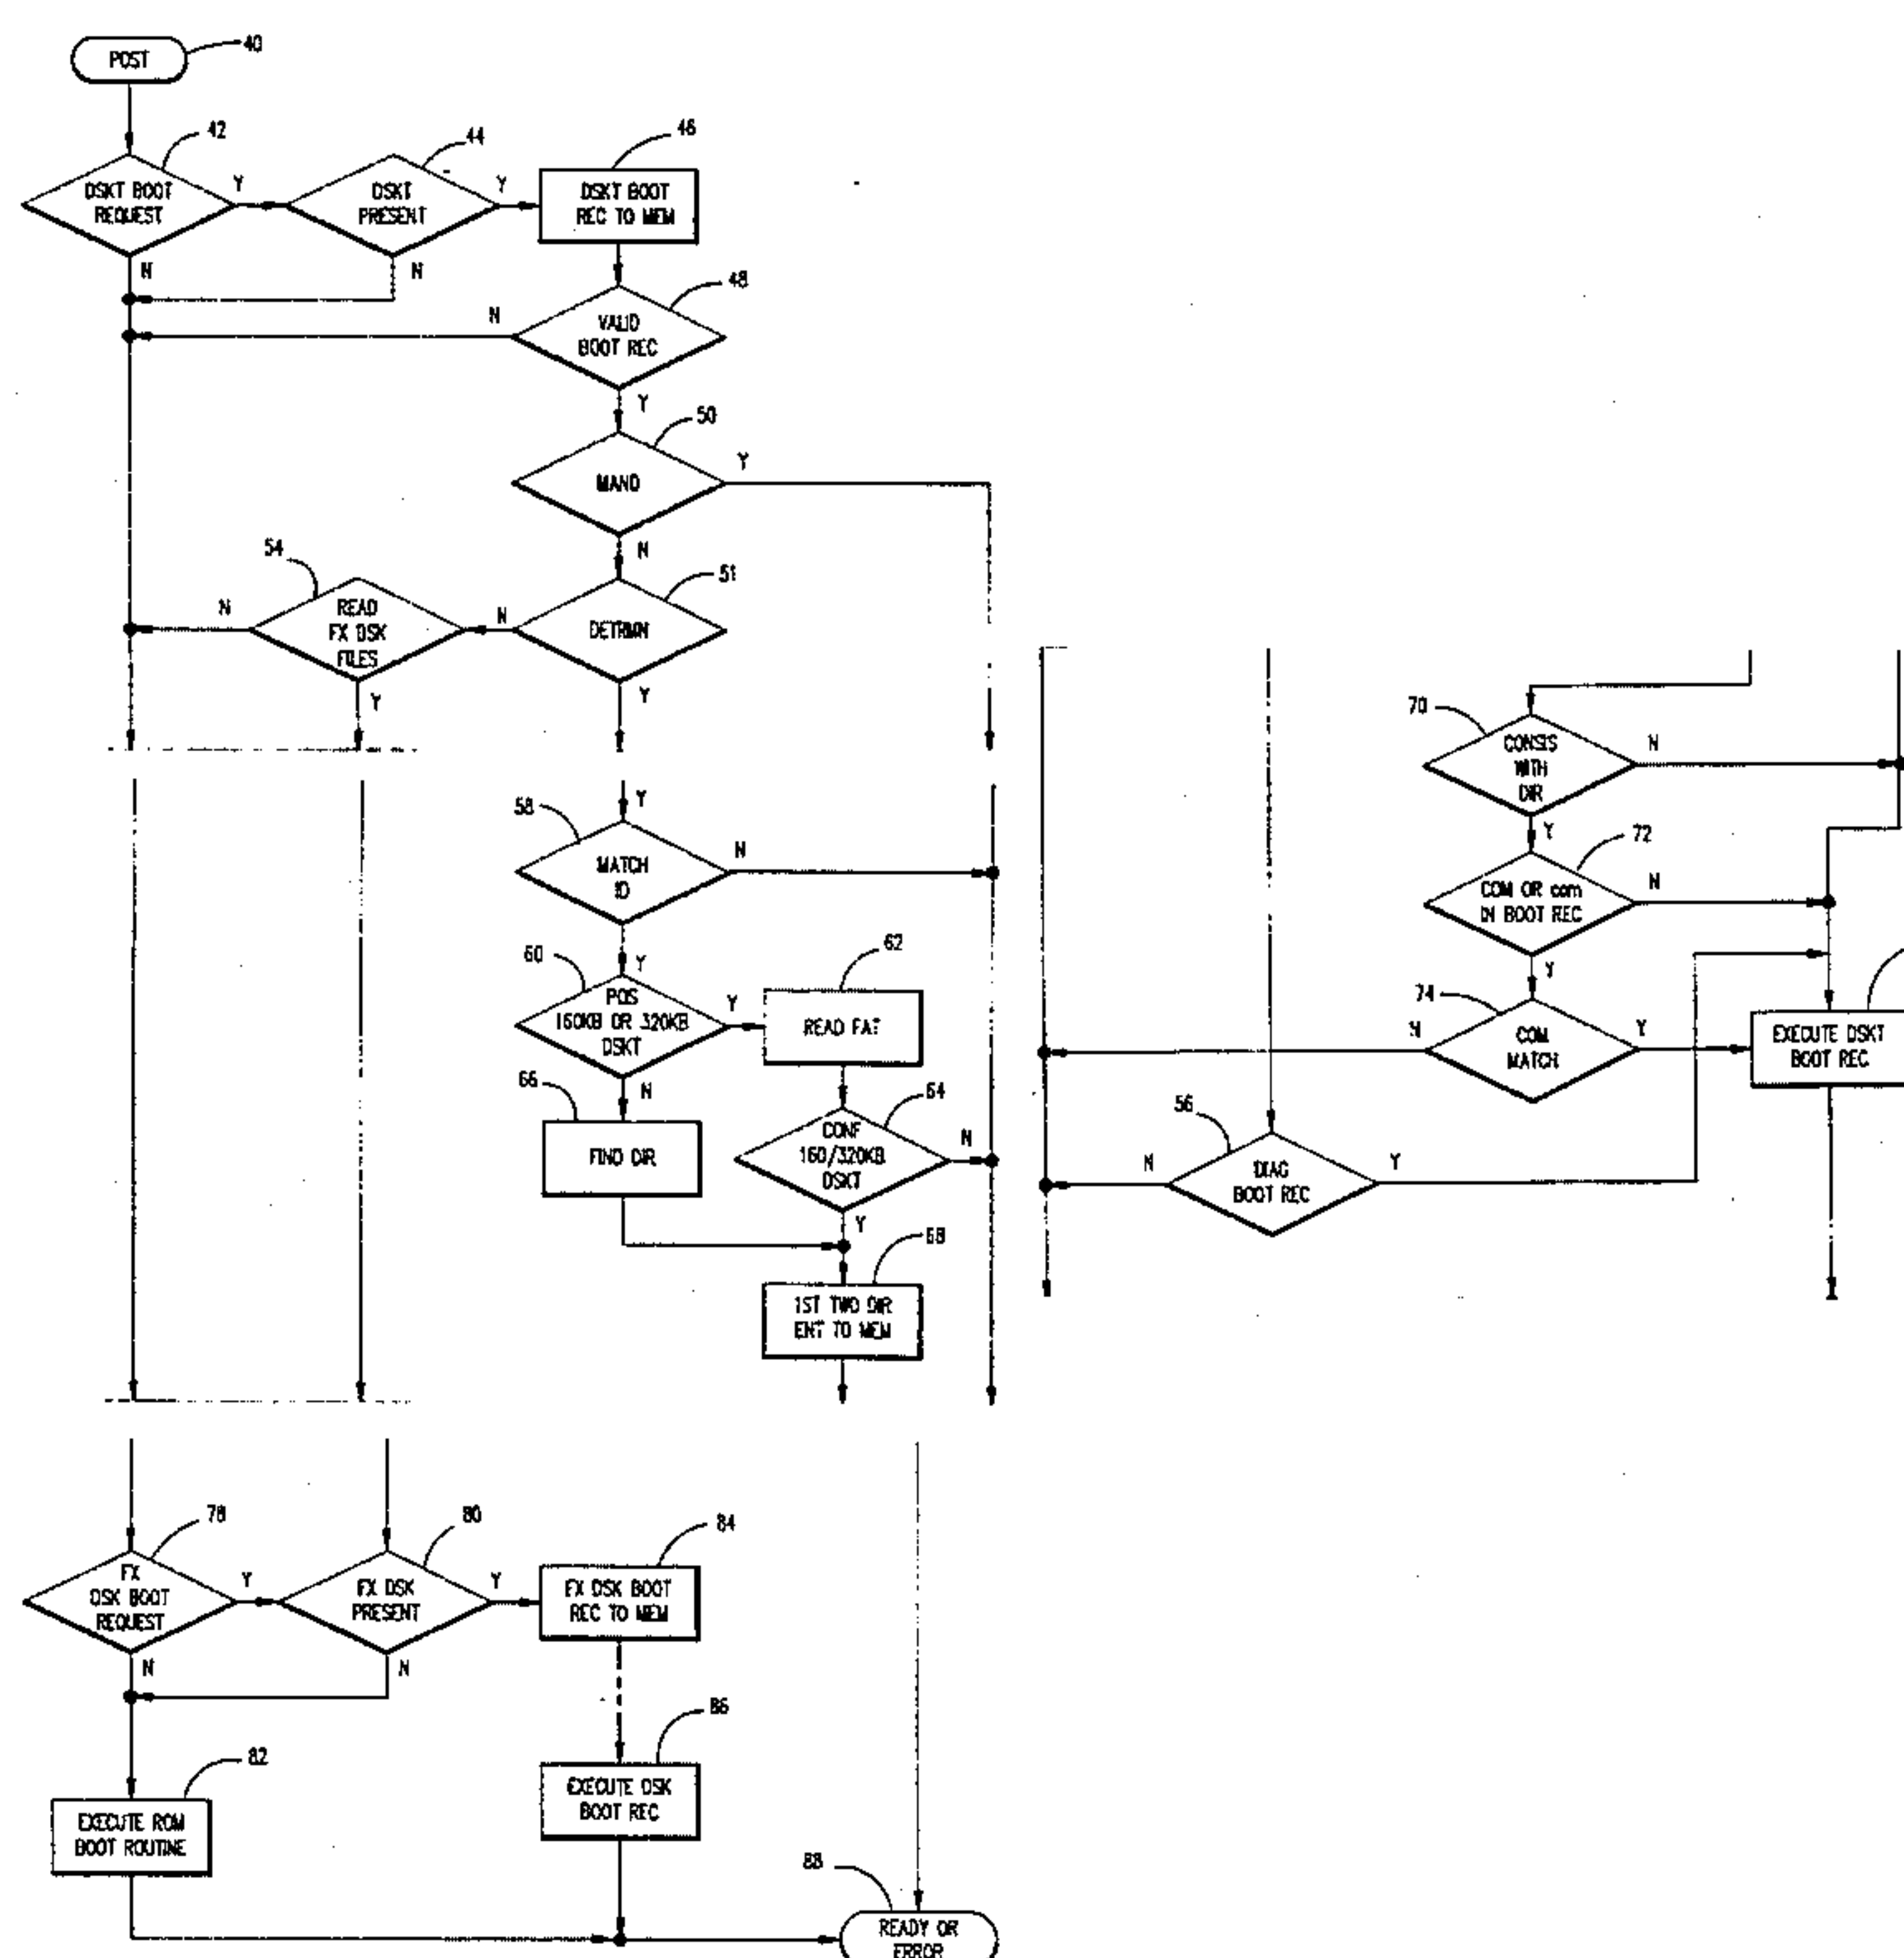 POST
40
42
DSKT BOOT
REQUEST
Y
N
44
DSKT
PRESENT
Y
N
46
DSKT BOOT
REC TO MEM
48
VALID
BOOT REC
N
Y
50
MAND
Y
N
51
DETRMN
N
Y
54
READ
FX DSK
FILES
N
Y
Y
58
MATCH
ID
N
Y
60
POS
160KB OR 320KB
DSKT
Y
N
62
READ FAT
66
FIND DIR
64
CONF
160/320KB
DSKT
N
Y
68
1ST TWO DIR
ENT TO MEM
70
CONSIS
WITH
DIR
N
Y
72
COM OR com
IN BOOT REC
N
Y
74
COM
MATCH
N
Y
EXECUTE DSKT
BOOT REC
56
DIAG
BOOT REC
N
Y
78
FX
DSK BOOT
REQUEST
Y
N
80
FX DSK
PRESENT
Y
N
84
FX DSK BOOT
REC TO MEM
86
EXECUTE DSK
BOOT REC
82
EXECUTE ROM
BOOT ROUTINE
88
READY OR
ERROR